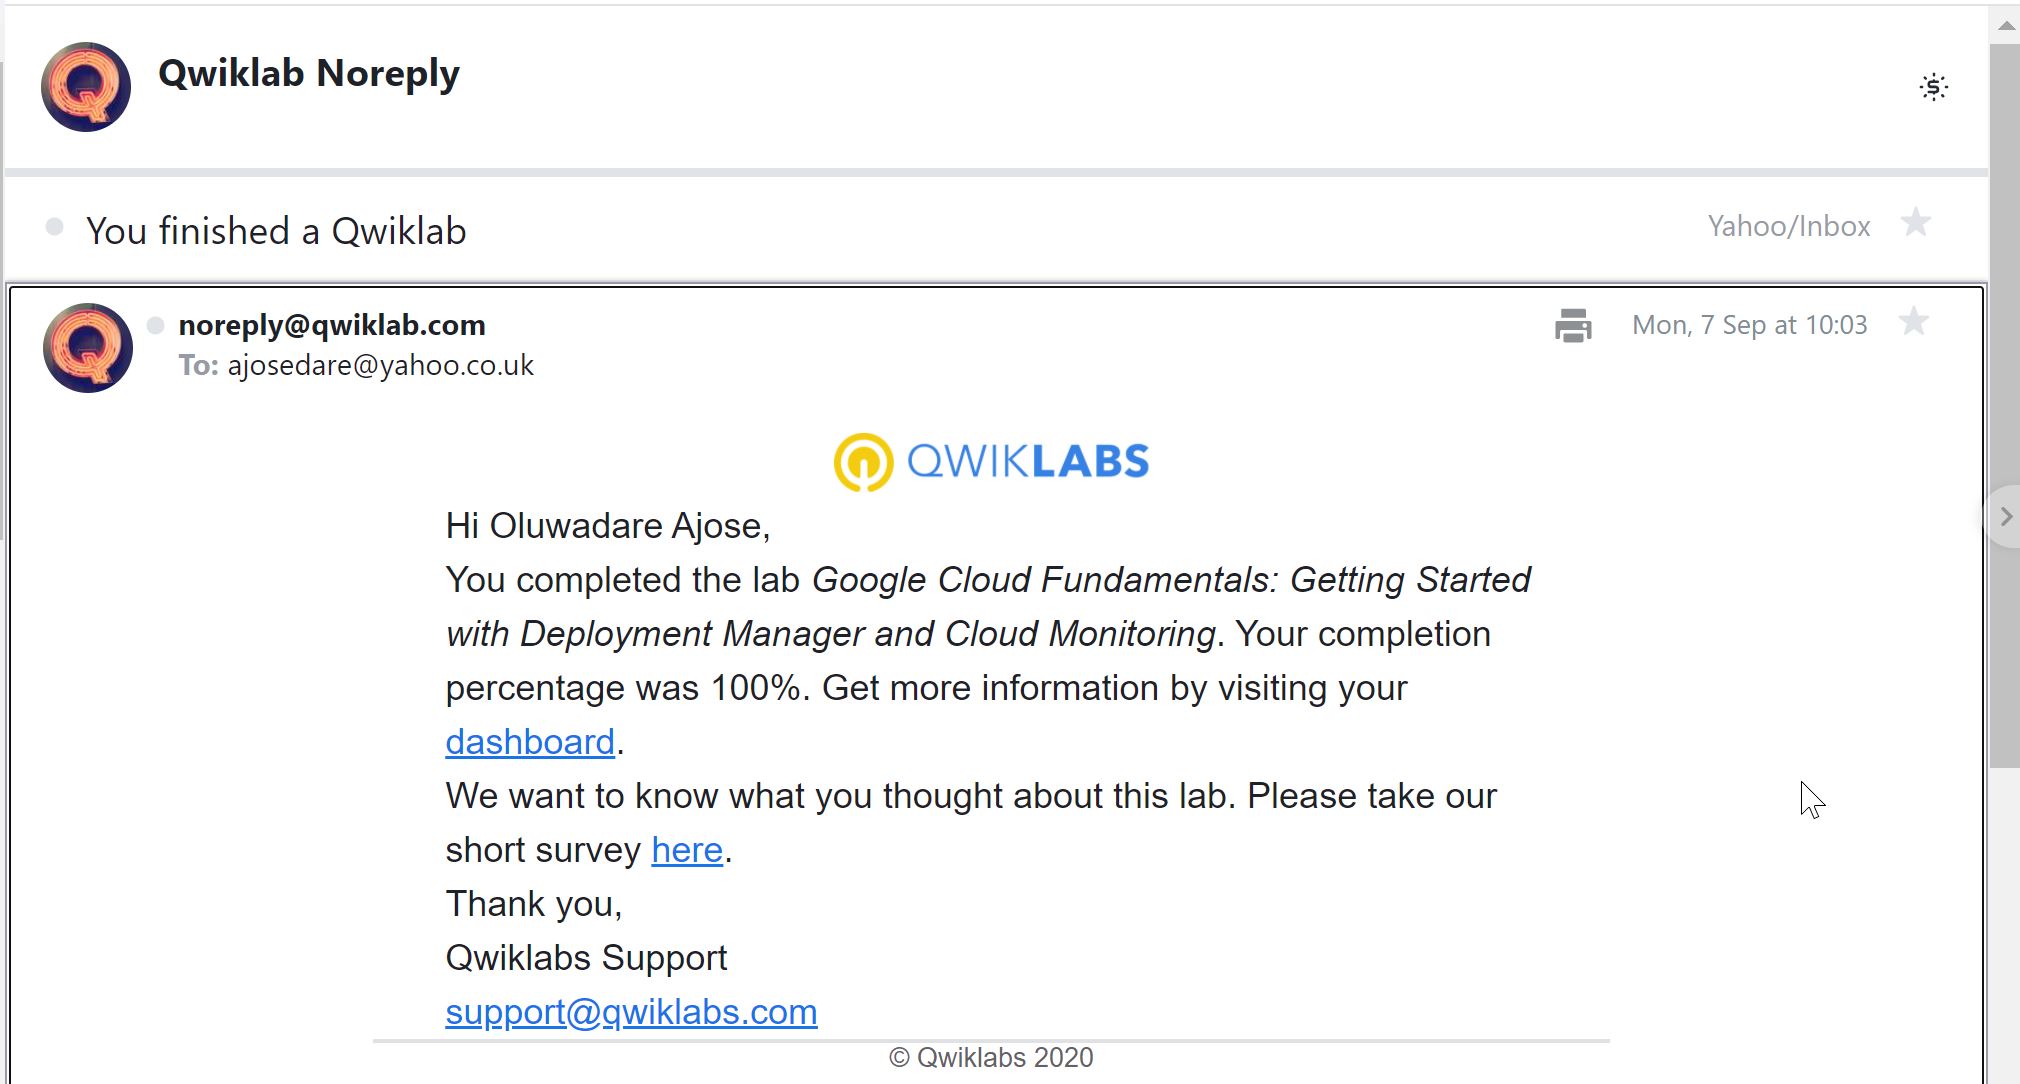 Qwiklab Noreply
You finished a Qwiklab
Yahoo/Inbox
noreply@qwiklab.com
Mon, 7 Sep at 10:03
To: ajosedare@yahoo.co.uk
QWIKLABS
Hi Oluwadare Ajose,
You completed the lab Google Cloud Fundamentals: Getting Started
with Deployment Manager and Cloud Monitoring. Your completion
percentage was 100%. Get more information by visiting your
dashboard.
We want to know what you thought about this lab. Please take our
short survey here.
Thank you,
Qwiklabs Support
support@qwiklabs.com
© Qwiklabs 2020